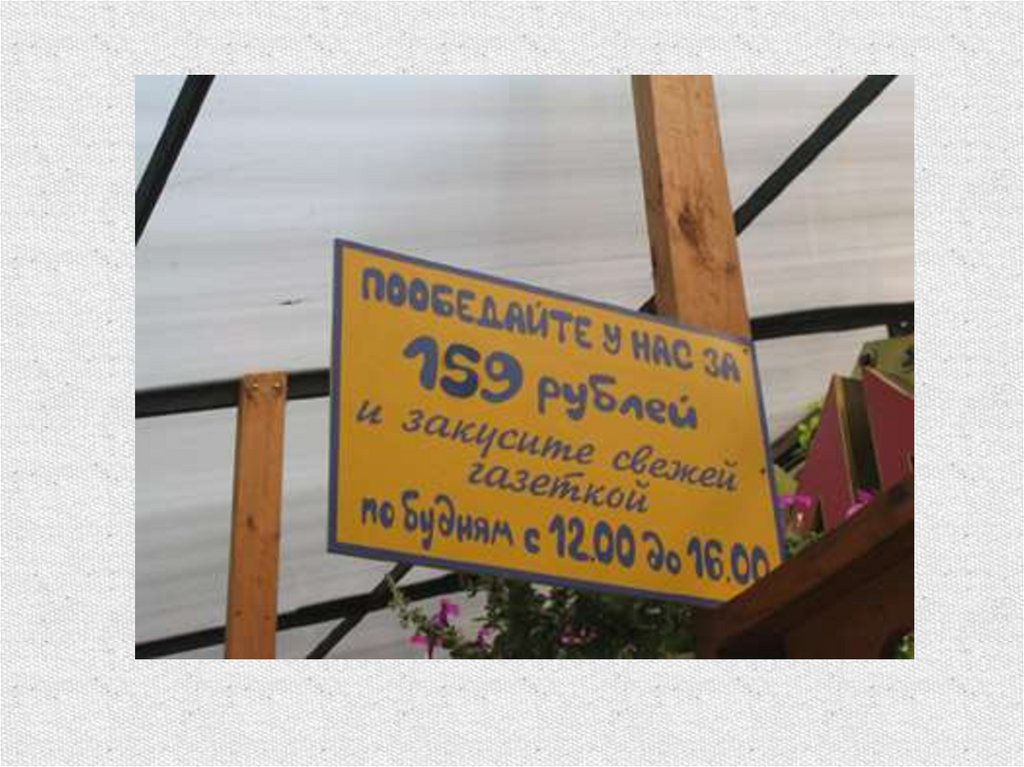 ПООБЕДАЙТЕ У НАС ЗА
159 рублей
и закусите свежей
газеткой
по будням с 12.00 до 16.00